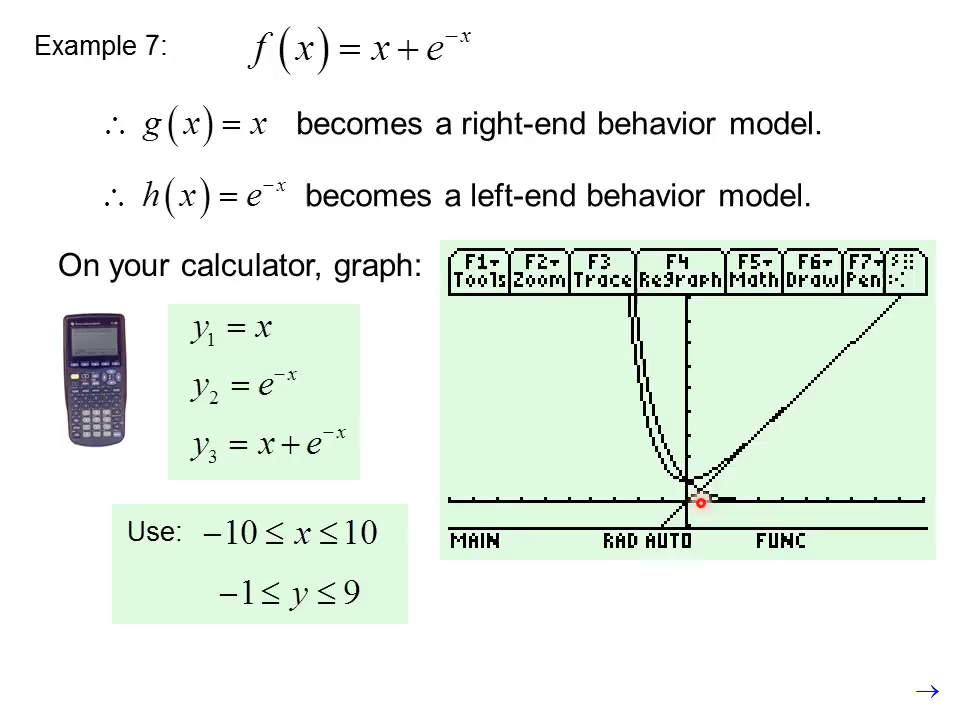 Example 7: f(x) = x + e^{-x}
∴ g(x) = x becomes a right-end behavior model.
∴ h(x) = e^{-x} becomes a left-end behavior model.
On your calculator, graph:
y₁ = x
y₂ = e^{-x}
y₃ = x + e^{-x}
Use: −10 ≤ x ≤ 10
−1 ≤ y ≤ 9
F1 F2 F3 F4 F5 F6 F7
Tools Zoom Trace ReGraph Math Draw Pen
MAIN RAD AUTO FUNC
→